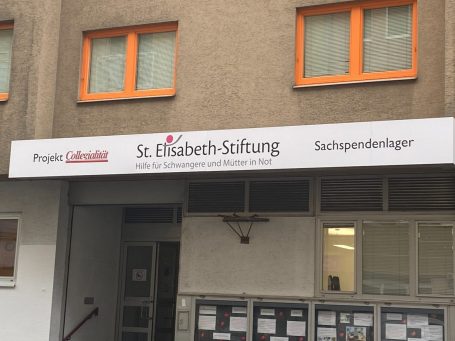 Projekt Collegialität
St. Elisabeth-Stiftung
Hilfe für Schwangere und Mütter in Not
Sachspendenlager